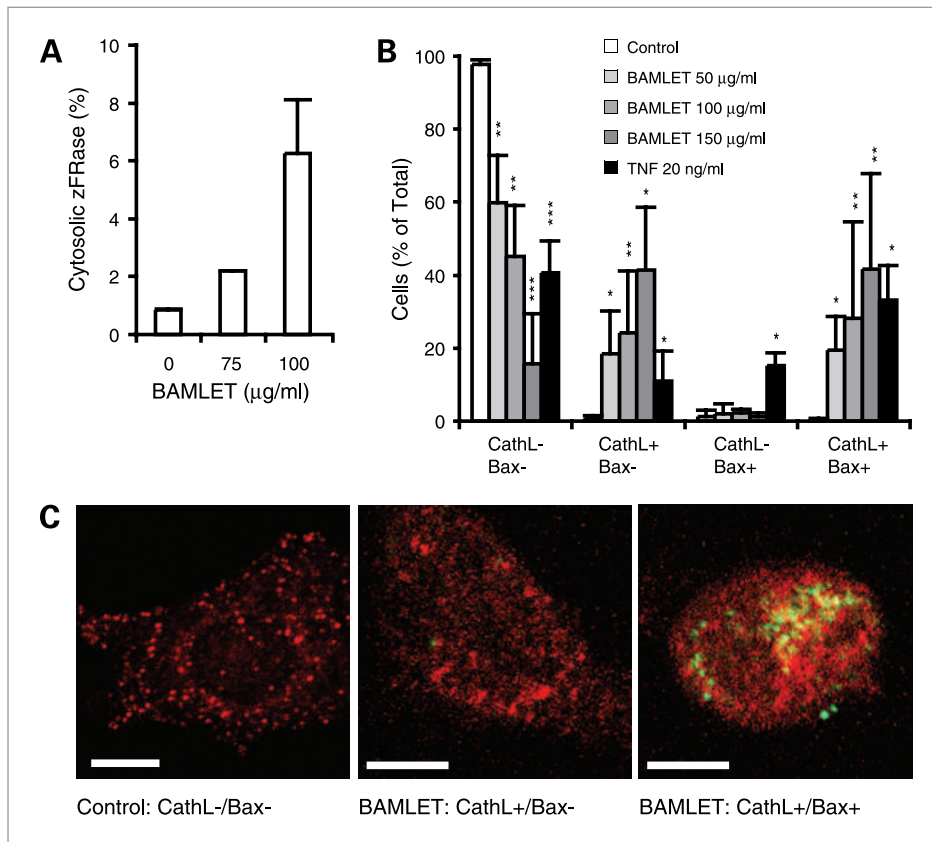 A
Cytosolic zFRase (%)
10
8
6
4
2
0
0 75 100
BAMLET (μg/ml)
B
Cells (% of Total)
100
80
60
40
20
0
Control
BAMLET 50 μg/ml
BAMLET 100 μg/ml
BAMLET 150 μg/ml
TNF 20 ng/ml
** ** *** ***
* ** * *
*
* ** ** *
CathL- CathL+ CathL- CathL+
Bax- Bax- Bax+ Bax+
C
Control: CathL-/Bax- BAMLET: CathL+/Bax- BAMLET: CathL+/Bax+